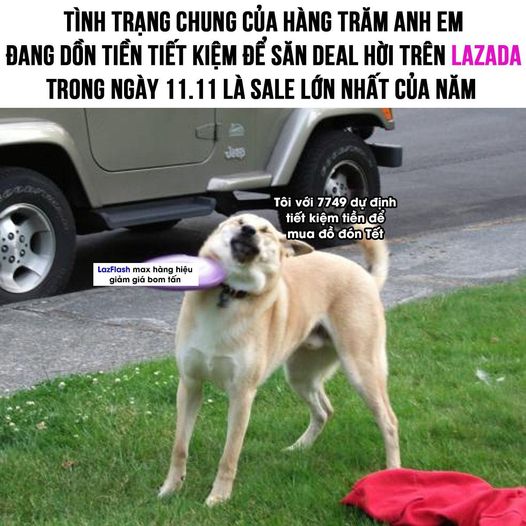 TÌNH TRẠNG CHUNG CỦA HÀNG TRĂM ANH EM
ĐANG DỒN TIỀN TIẾT KIỆM ĐỂ SĂN DEAL HỜI TRÊN LAZADA
TRONG NGÀY 11.11 LÀ SALE LỚN NHẤT CỦA NĂM
Jeep
Tôi với 7749 dự định
tiết kiệm tiền để
mua đồ đón Tết
LazFlash max hàng hiệu
giảm giá bom tấn